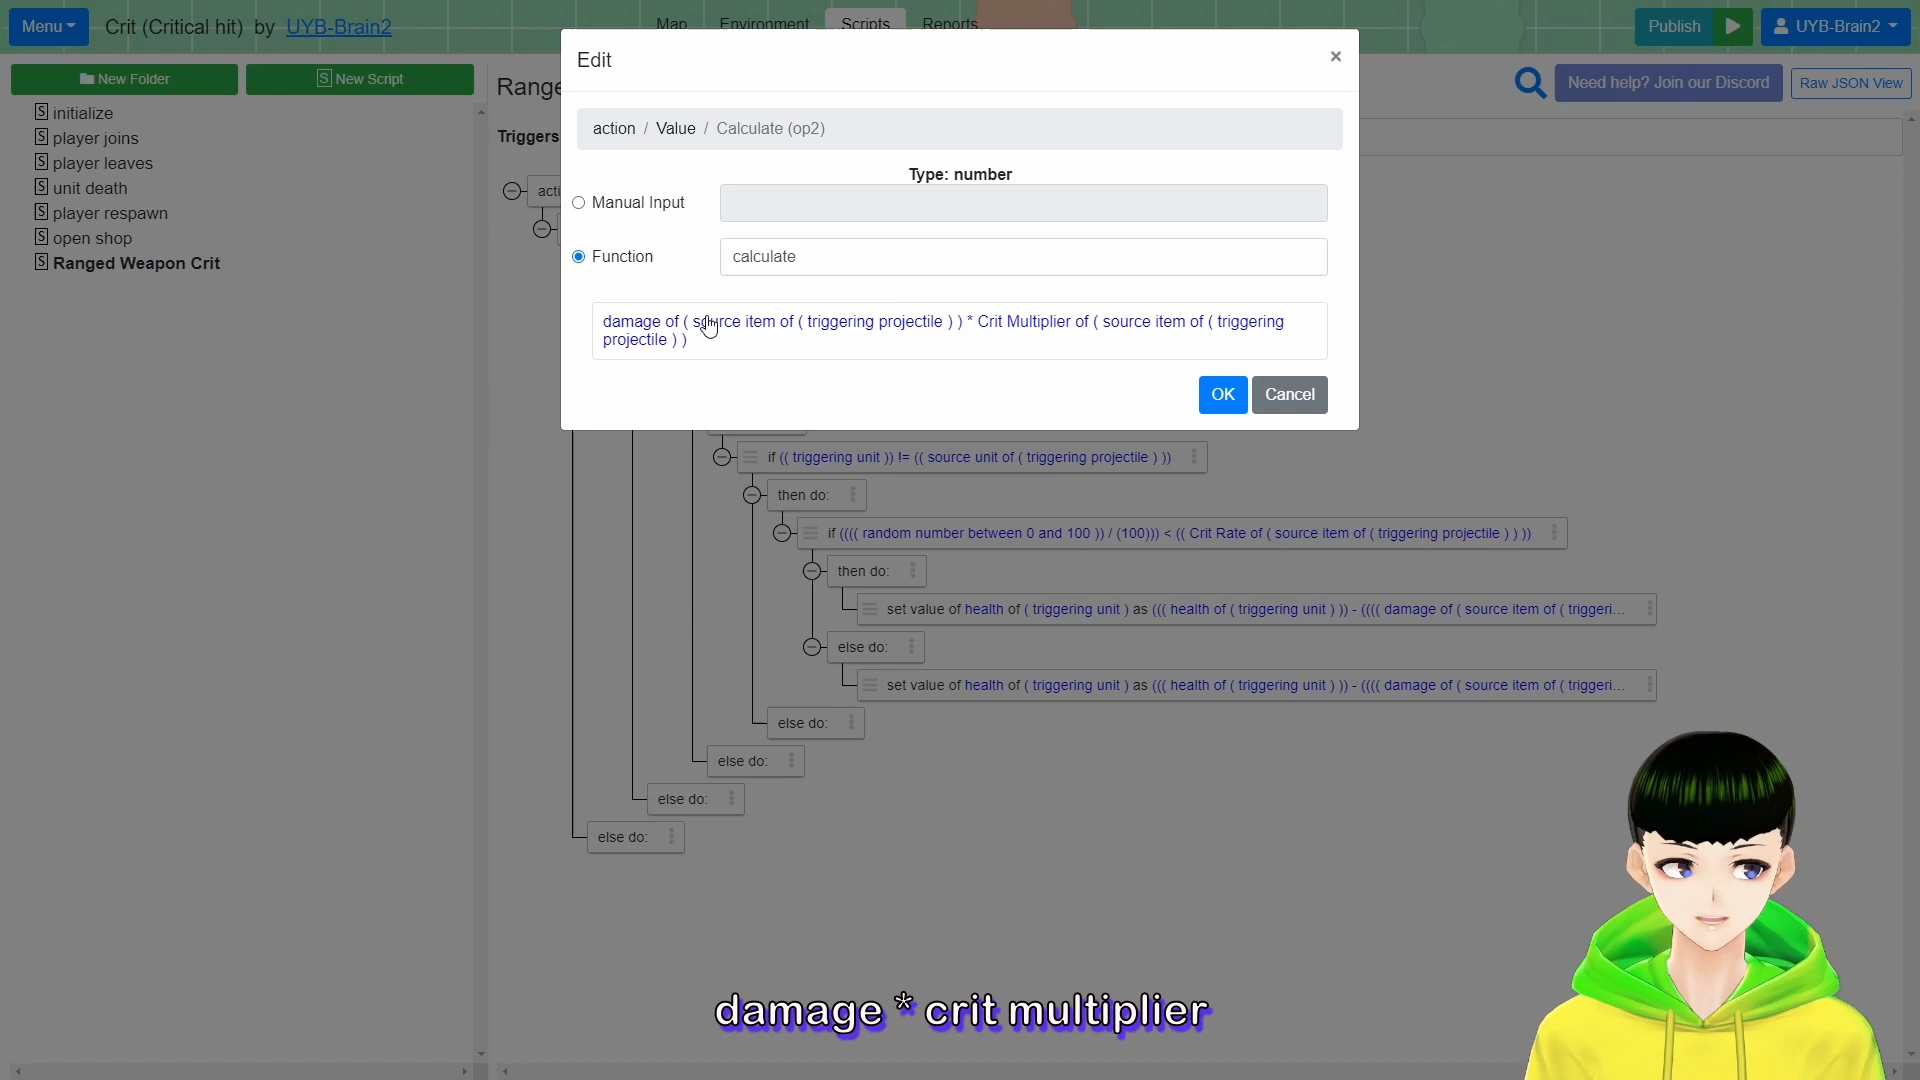 Menu
Crit (Critical hit) by UYB-Brain2
Map Environment Scripts Reports
Publish
UYB-Brain2
New Folder
S New Script
S initialize
S player joins
S player leaves
S unit death
S player respawn
S open shop
S Ranged Weapon Crit
Range
Need help? Join our Discord
Raw JSON View
Triggers
acti
Edit
×
action / Value / Calculate (op2)
Type: number
Manual Input
Function
calculate
damage of ( source item of ( triggering projectile ) ) * Crit Multiplier of ( source item of ( triggering
projectile ) )
OK Cancel
if (( triggering unit )) != (( source unit of ( triggering projectile ) ))
then do:
if (((( random number between 0 and 100 )) / (100))) < (( Crit Rate of ( source item of ( triggering projectile ) ) ))
then do:
set value of health of ( triggering unit ) as ((( health of ( triggering unit ) )) - (((( damage of ( source item of ( triggeri...
else do:
set value of health of ( triggering unit ) as ((( health of ( triggering unit ) )) - (((( damage of ( source item of ( triggeri...
else do:
else do:
else do:
else do:
damage * crit multiplier